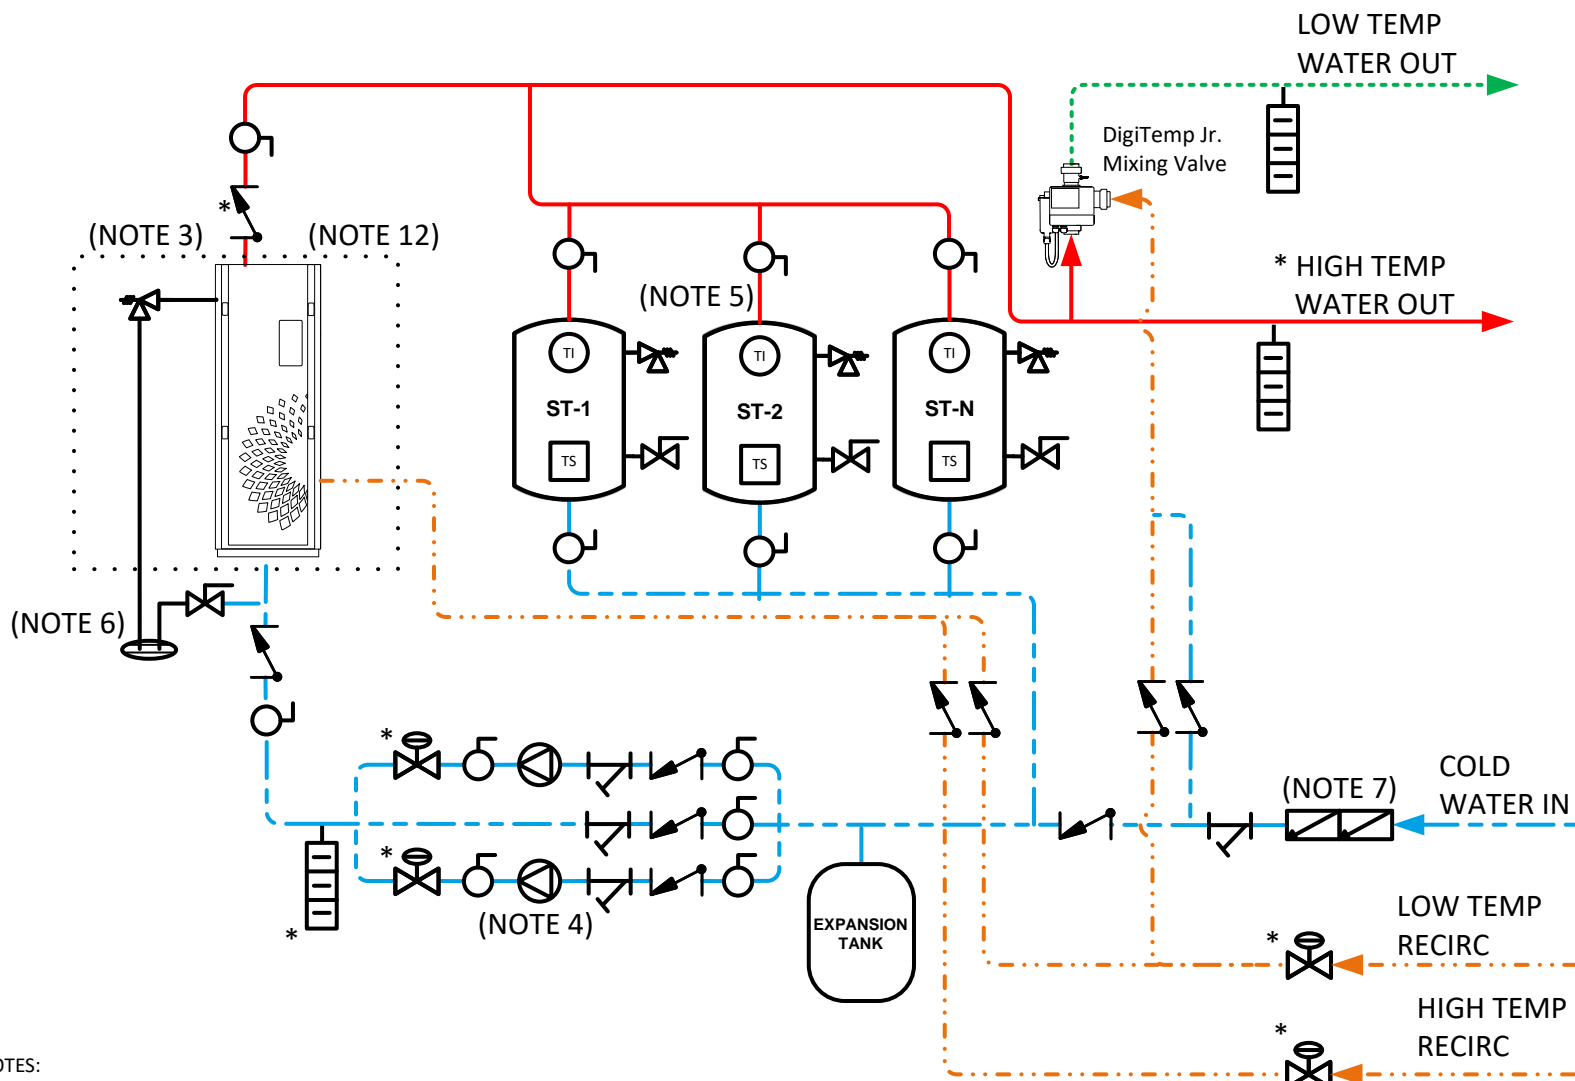 LOW TEMP
WATER OUT
DigiTemp Jr.
Mixing Valve
*
(NOTE 3)
(NOTE 12)
* HIGH TEMP
WATER OUT
(NOTE 5)
TI
TI
TI
ST-1
ST-2
ST-N
TS
TS
TS
(NOTE 6)
*
COLD
WATER IN
(NOTE 7)
*
*
(NOTE 4)
EXPANSION
TANK
LOW TEMP
RECIRC
*
HIGH TEMP
RECIRC
*
OTES: